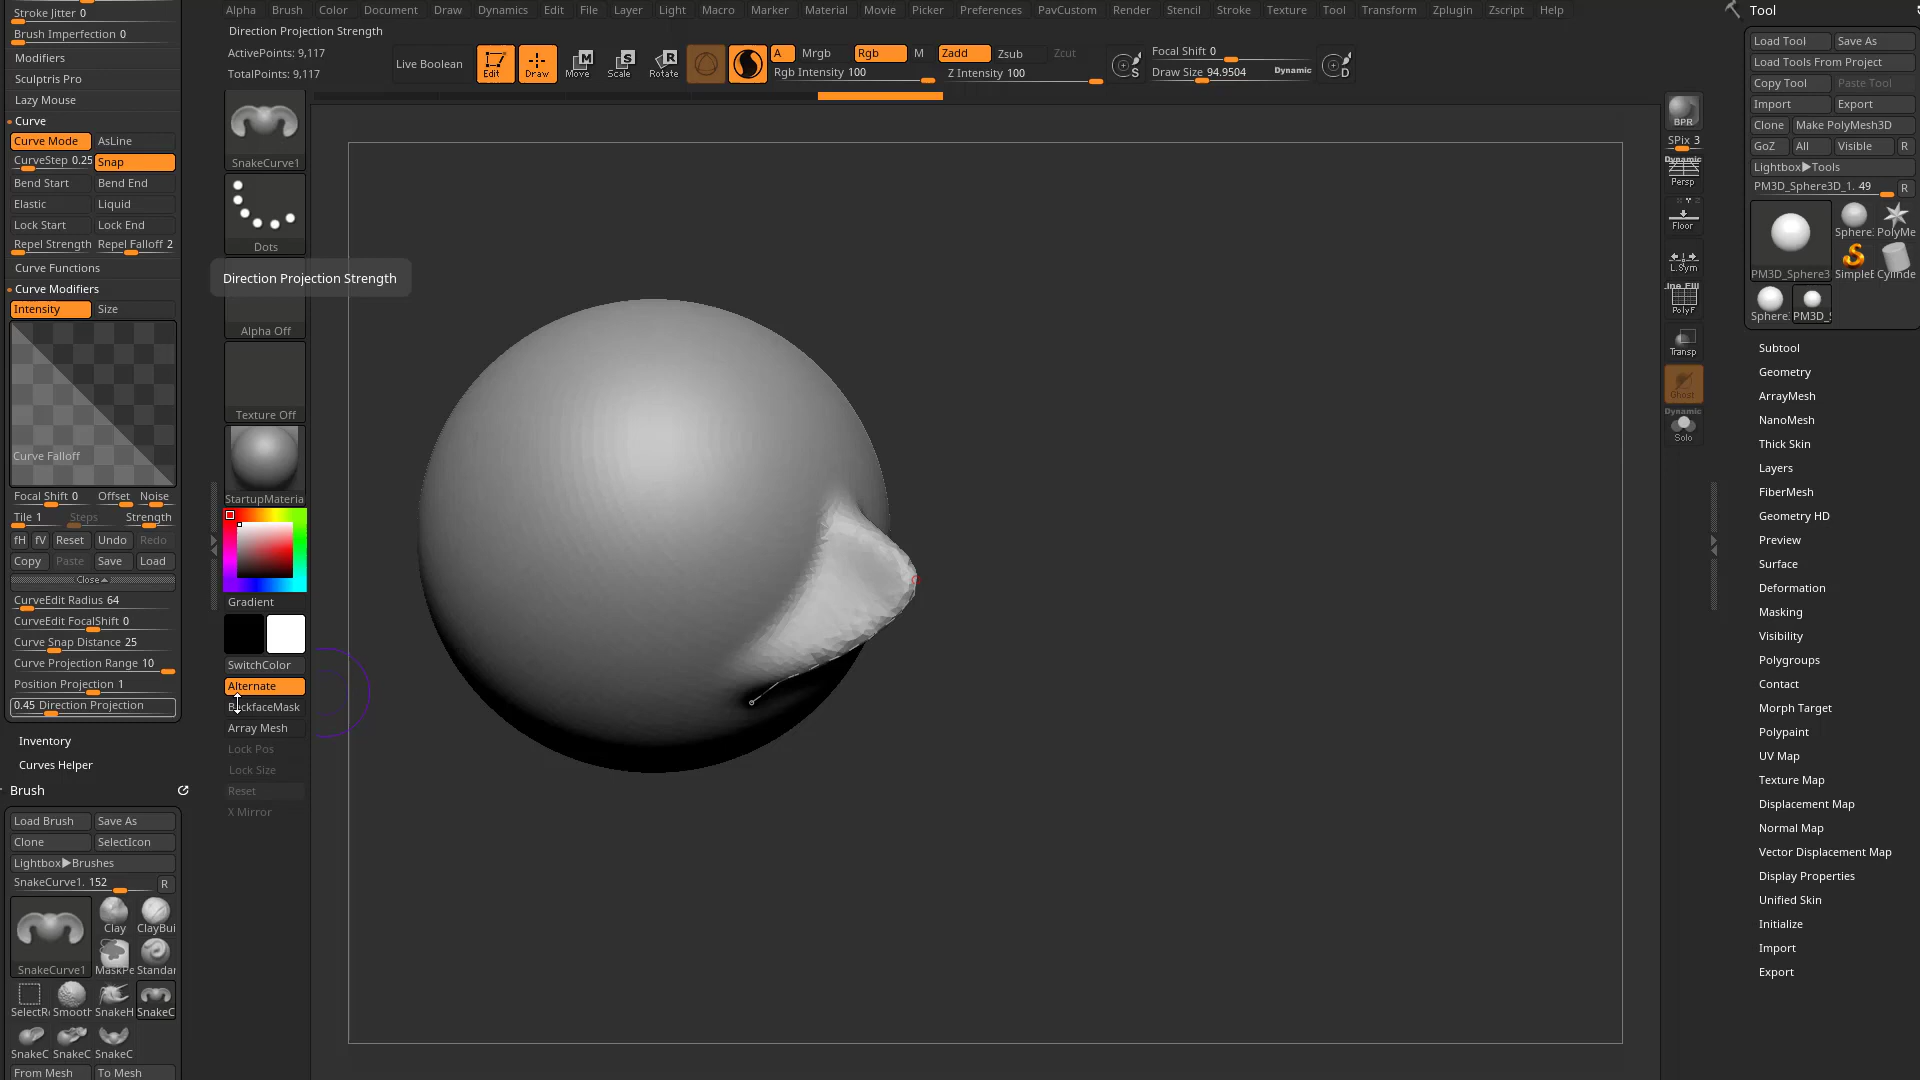 Alpha Brush Color Document Draw Dynamics Edit File Layer Light Macro Marker Material Movie Picker Preferences PavCustom Render Stencil Stroke Texture Tool Transform Zplugin Zscript Help
Direction Projection Strength
ActivePoints: 9,117
TotalPoints: 9,117
Live Boolean
Edit
Draw
Move
Scale
Rotate
A Mrgb Rgb M Zadd Zsub Zcut
Rgb Intensity 100
Z Intensity 100
S
Focal Shift 0
Draw Size 94.9504 Dynamic
D
Stroke Jitter 0
Brush Imperfection 0
Modifiers
Sculptris Pro
Lazy Mouse
Curve
Curve Mode AsLine
CurveStep 0.25 Snap
Bend Start Bend End
Elastic Liquid
Lock Start Lock End
Repel Strength Repel Falloff 2
Curve Functions
Curve Modifiers
Intensity Size
Curve Falloff
Focal Shift 0 Offset Noise
Tile 1 Steps Strength
fH fV Reset Undo Redo
Copy Paste Save Load
Close
CurveEdit Radius 64
CurveEdit FocalShift 0
Curve Snap Distance 25
Curve Projection Range 10
Position Projection 1
0.45 Direction Projection
Inventory
Curves Helper
Brush
Load Brush Save As
Clone SelectIcon
Lightbox▶Brushes
SnakeCurve1. 152 R
SnakeCurve1
Clay
ClayBui
MaskPe
Standar
SelectR
Smooth
SnakeH
SnakeC
SnakeC
SnakeC
SnakeC
From Mesh To Mesh
SnakeCurve1
Dots
Direction Projection Strength
Alpha Off
Texture Off
StartupMateria
Gradient
SwitchColor
Alternate
BackfaceMask
Array Mesh
Lock Pos
Lock Size
Reset
X Mirror
BPR
SPix 3
Dynamic
Persp
Floor
L.Sym
Line Fill
PolyF
Transp
Ghost
Dynamic
Solo
Tool
Load Tool Save As
Load Tools From Project
Copy Tool Paste Tool
Import Export
Clone Make PolyMesh3D
GoZ All Visible R
Lightbox▶Tools
PM3D_Sphere3D_1. 49 R
PM3D_Sphere3
Sphere.
PolyMe
SimpleE
Cylinde
Sphere.
PM3D_S
Subtool
Geometry
ArrayMesh
NanoMesh
Thick Skin
Layers
FiberMesh
Geometry HD
Preview
Surface
Deformation
Masking
Visibility
Polygroups
Contact
Morph Target
Polypaint
UV Map
Texture Map
Displacement Map
Normal Map
Vector Displacement Map
Display Properties
Unified Skin
Initialize
Import
Export